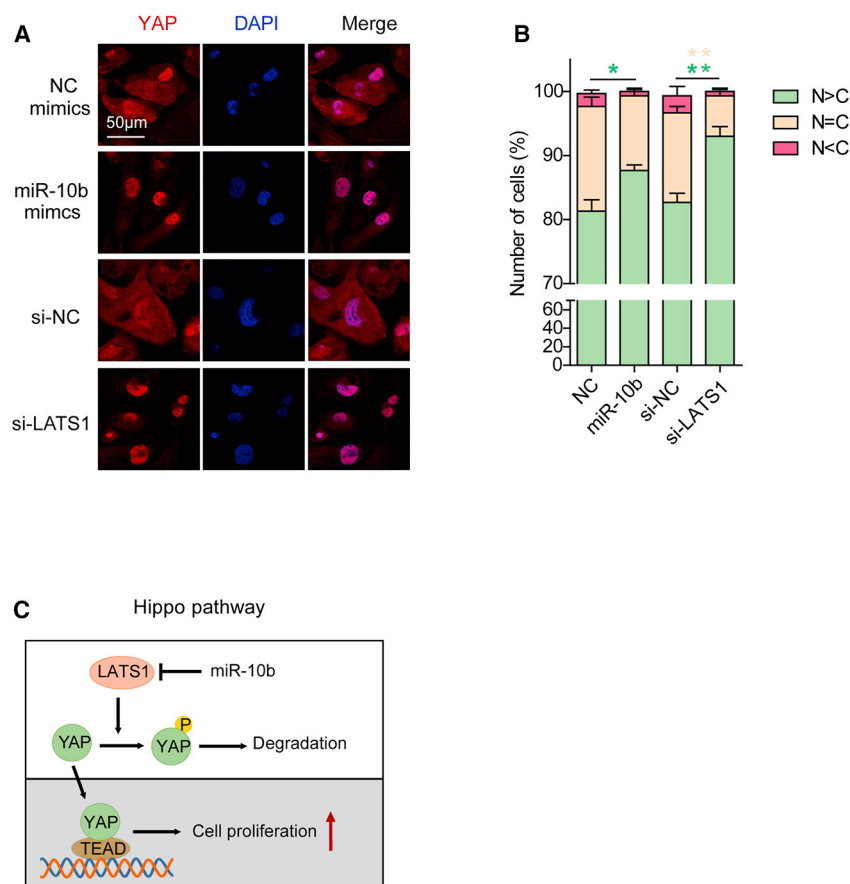 A
YAP
DAPI
Merge
NC
mimics
50μm
miR-10b
mimcs
si-NC
si-LATS1
B
**
*
**
100
90
80
70
60
40
20
0
Number of cells (%)
NC
miR-10b
si-NC
si-LATS1
N>C
N=C
N<C
C
Hippo pathway
LATS1
miR-10b
P
YAP
YAP
Degradation
YAP
TEAD
Cell proliferation